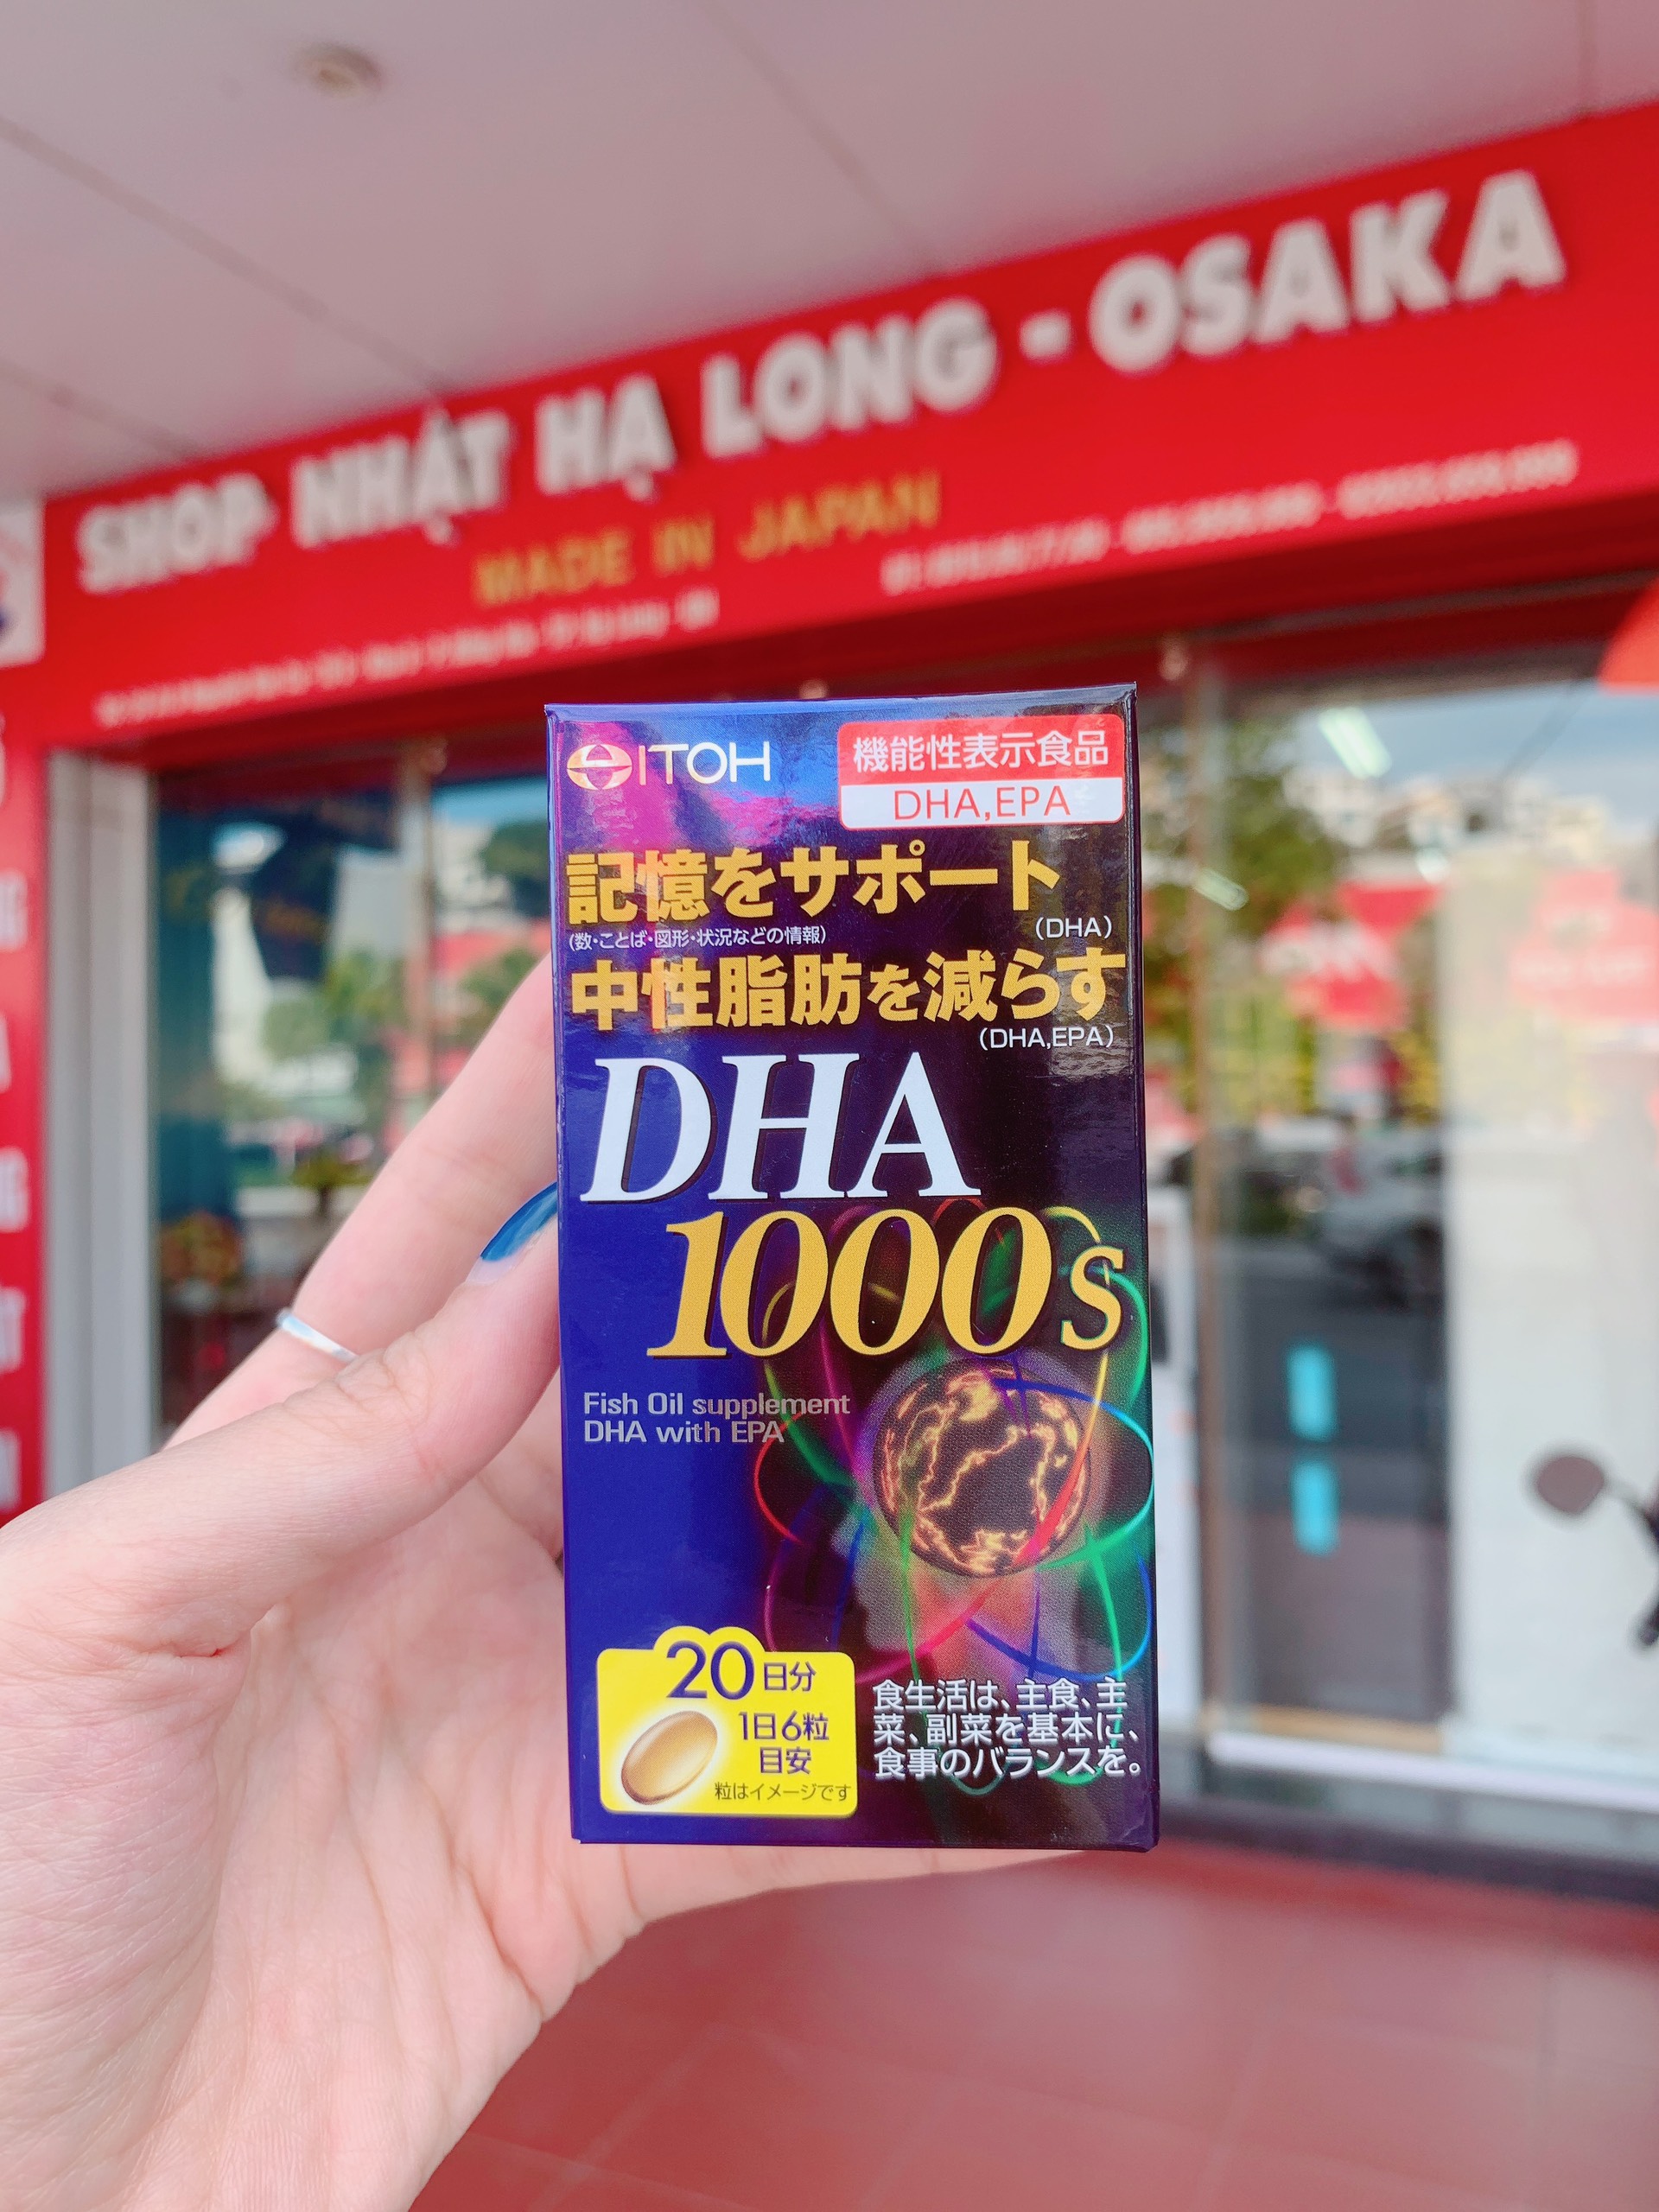 SHOP NHẬT HẠ LONG - OSAKA
MADE IN JAPAN
ITOH
機能性表示食品
DHA,EPA
記憶をサポート
(数・ことば・図形・状況などの情報)
(DHA)
中性脂肪を減らす
(DHA,EPA)
DHA
1000s
Fish Oil supplement
DHA with EPA
20日分
1日6粒
目安
粒はイメージです
食生活は、主食、主
菜、副菜を基本に、
食事のバランスを。